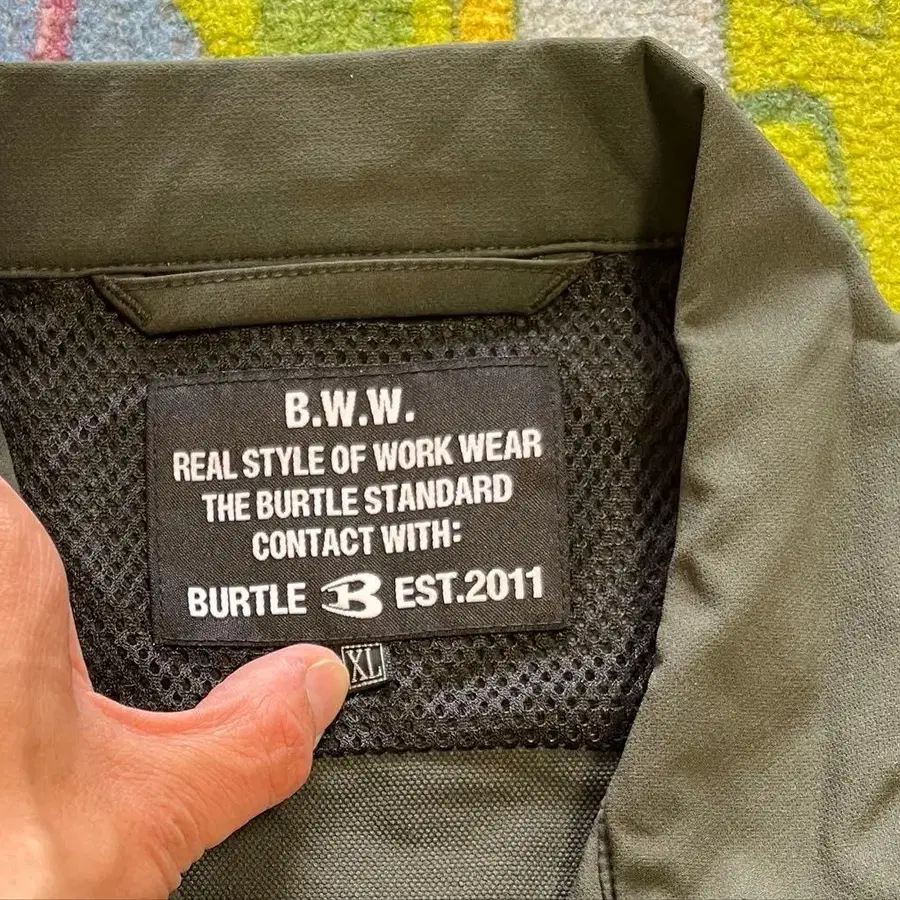 B.W.W.
REAL STYLE OF WORK WEAR
THE BURTLE STANDARD
CONTACT WITH:
BURTLE B EST.2011
XL